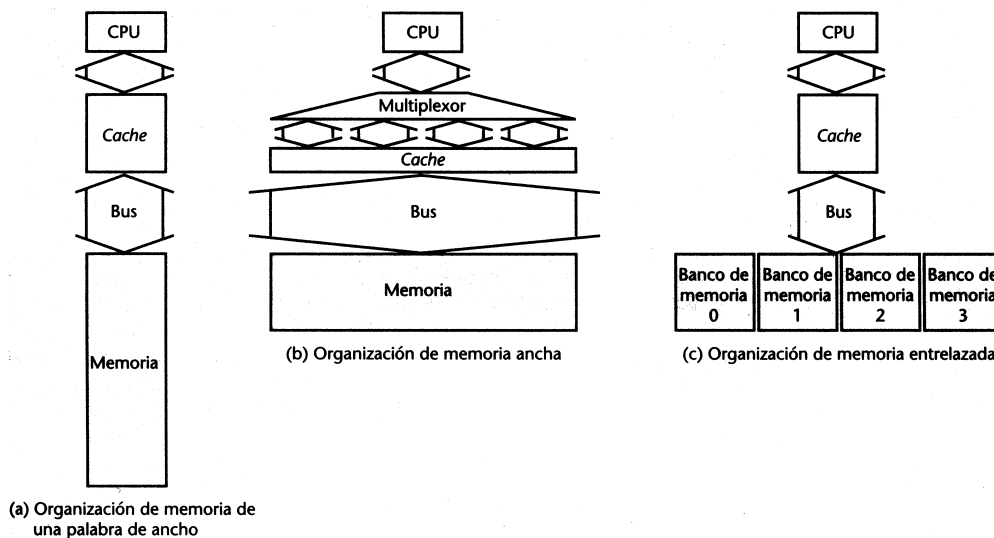 CPU
Cache
Bus
Memoria
(a) Organización de memoria de
una palabra de ancho
CPU
Multiplexor
Cache
Bus
Memoria
(b) Organización de memoria ancha
CPU
Cache
Bus
Banco de
memoria
0
Banco de
memoria
1
Banco de
memoria
2
Banco de
memoria
3
(c) Organización de memoria entrelazada